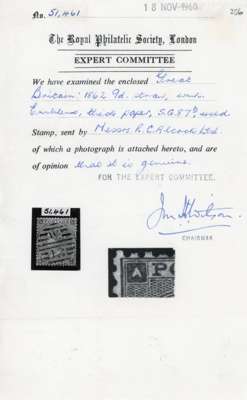 No. 51,461
18 NOV 1960
The Royal Philatelic Society, London
EXPERT COMMITTEE
We have examined the enclosed Great
Britain: 1862 9d. straw, wmk.
Emblems, thick paper, S.G. 87b used
Stamp, sent by Messrs R.C. Alcock Ltd.
of which a photograph is attached hereto, and are
of opinion that it is genuine.
FOR THE EXPERT COMMITTEE.
CHAIRMAN
51,461
A
P